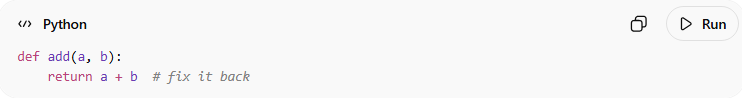 Python
Run
def add(a, b):
    return a + b  # fix it back